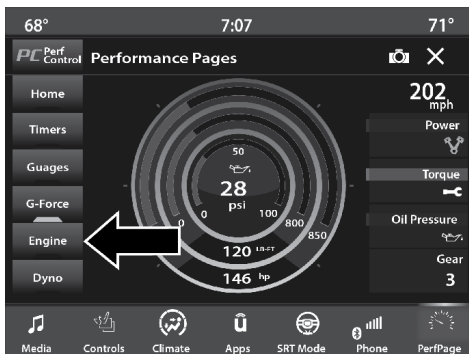 68°
7:07
71°
PC Perf Control
Performance Pages
Home
Timers
Guages
G-Force
Engine
Dyno
50
28
psi
0
0
100
800
850
120 LB-FT
146 hp
202 mph
Power
Torque
Oil Pressure
Gear
3
Media
Controls
Climate
Apps
SRT Mode
Phone
PerfPage